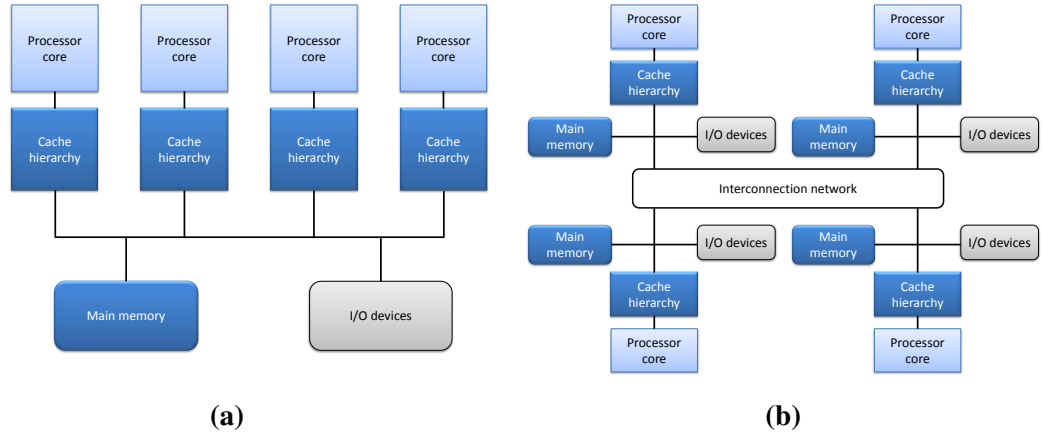 Processor
core
Processor
core
Processor
core
Processor
core
Cache
hierarchy
Cache
hierarchy
Cache
hierarchy
Cache
hierarchy
Main memory
I/O devices
(a)
Processor
core
Processor
core
Cache
hierarchy
Cache
hierarchy
Main
memory
I/O devices
Main
memory
I/O devices
Interconnection network
Main
memory
I/O devices
Main
memory
I/O devices
Cache
hierarchy
Cache
hierarchy
Processor
core
Processor
core
(b)